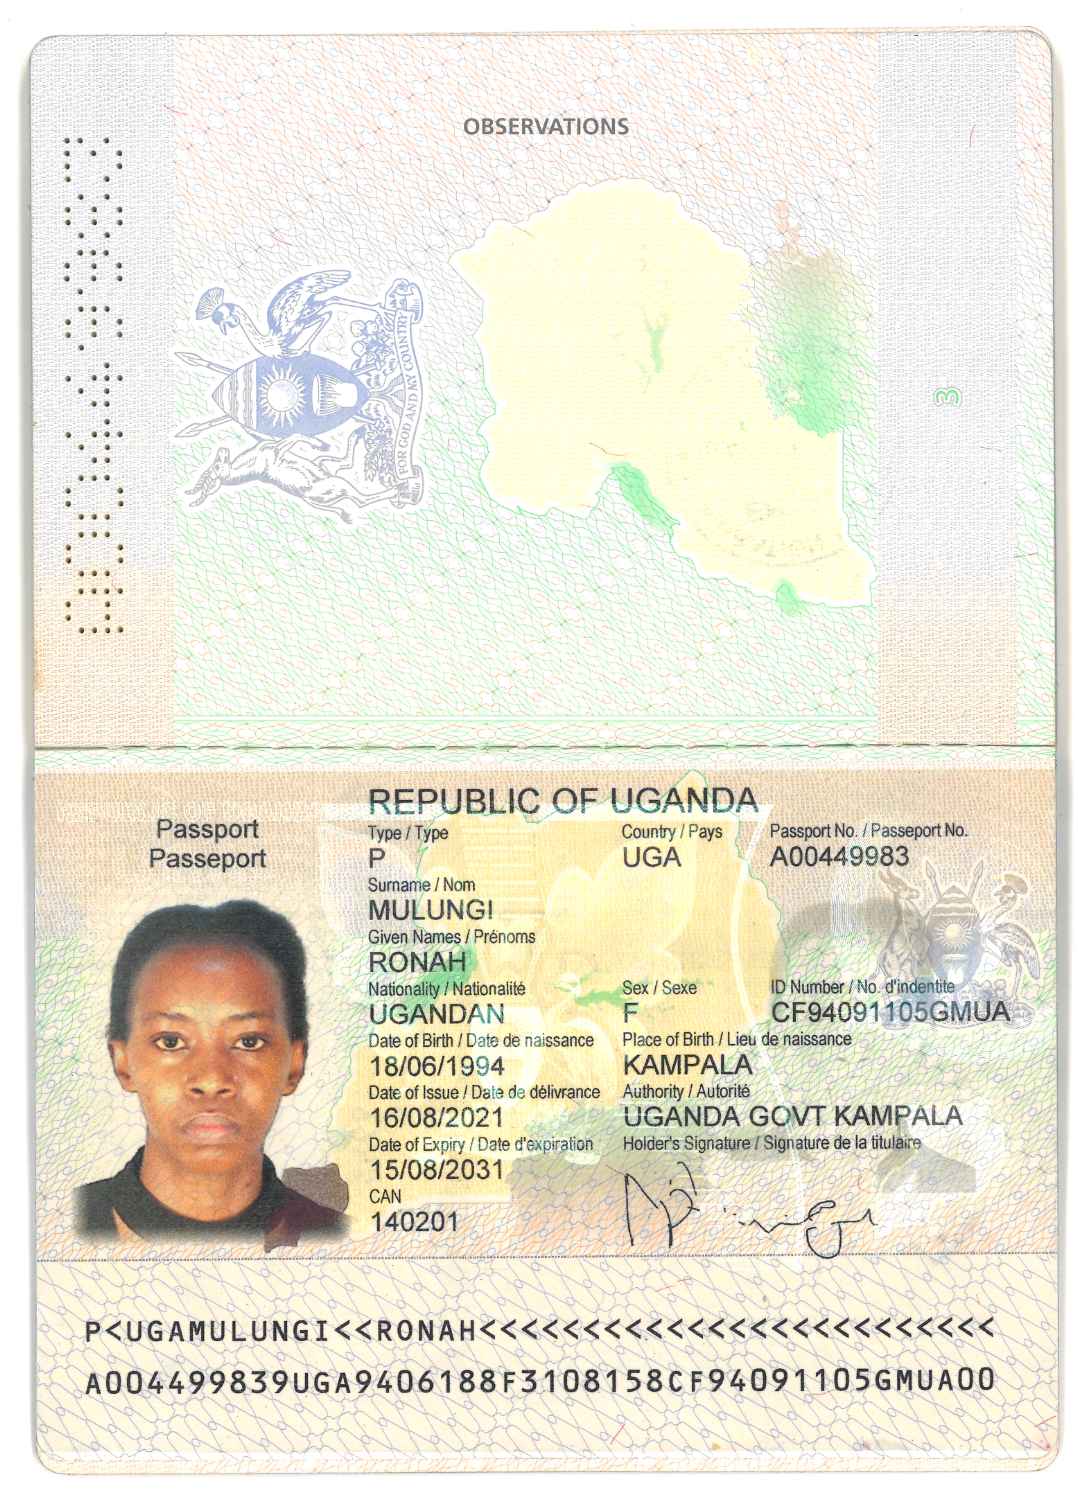 OBSERVATIONS
FOR GOD AND MY COUNTRY
3
REPUBLIC OF UGANDA
Passport
Passeport
Type / Type
Country / Pays
Passport No. / Passeport No.
P
UGA
A00449983
Surname / Nom
MULUNGI
Given Names / Prénoms
RONAH
Nationality / Nationalité
Sex / Sexe
ID Number / No. d'indentite
UGANDAN
F
CF94091105GMUA
Date of Birth / Date de naissance
Place of Birth / Lieu de naissance
18/06/1994
KAMPALA
Date of Issue / Date de délivrance
Authority / Autorité
16/08/2021
UGANDA GOVT KAMPALA
Date of Expiry / Date d'expiration
Holder's Signature / Signature de la titulaire
15/08/2031
CAN
140201
P<UGAMULUNGI<<RONAH<<<<<<<<<<<<<<<<<<<<<<<<<
A004499839UGA9406188F3108158CF94091105GMUA00